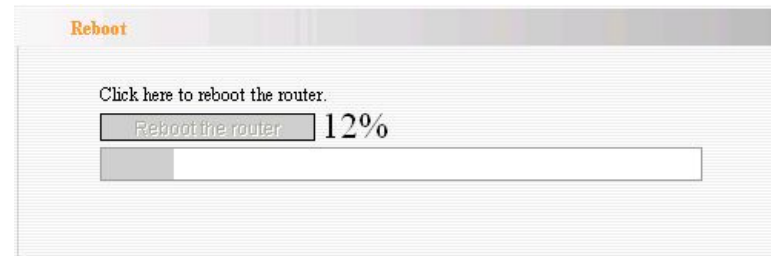 Reboot
Click here to reboot the router.
Reboot the router 12%